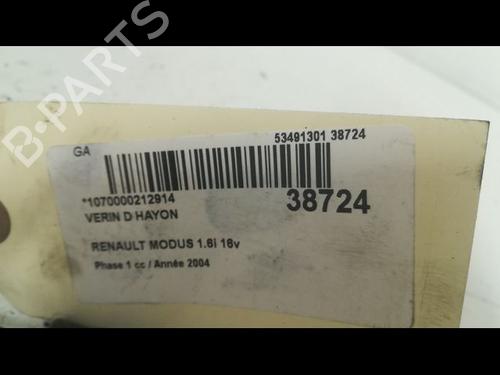 B-PARTS
GA
53491301 38724
*1070000212914
38724
VERIN D HAYON
RENAULT MODUS 1.6i 16v
Phase 1 cc / Année 2004